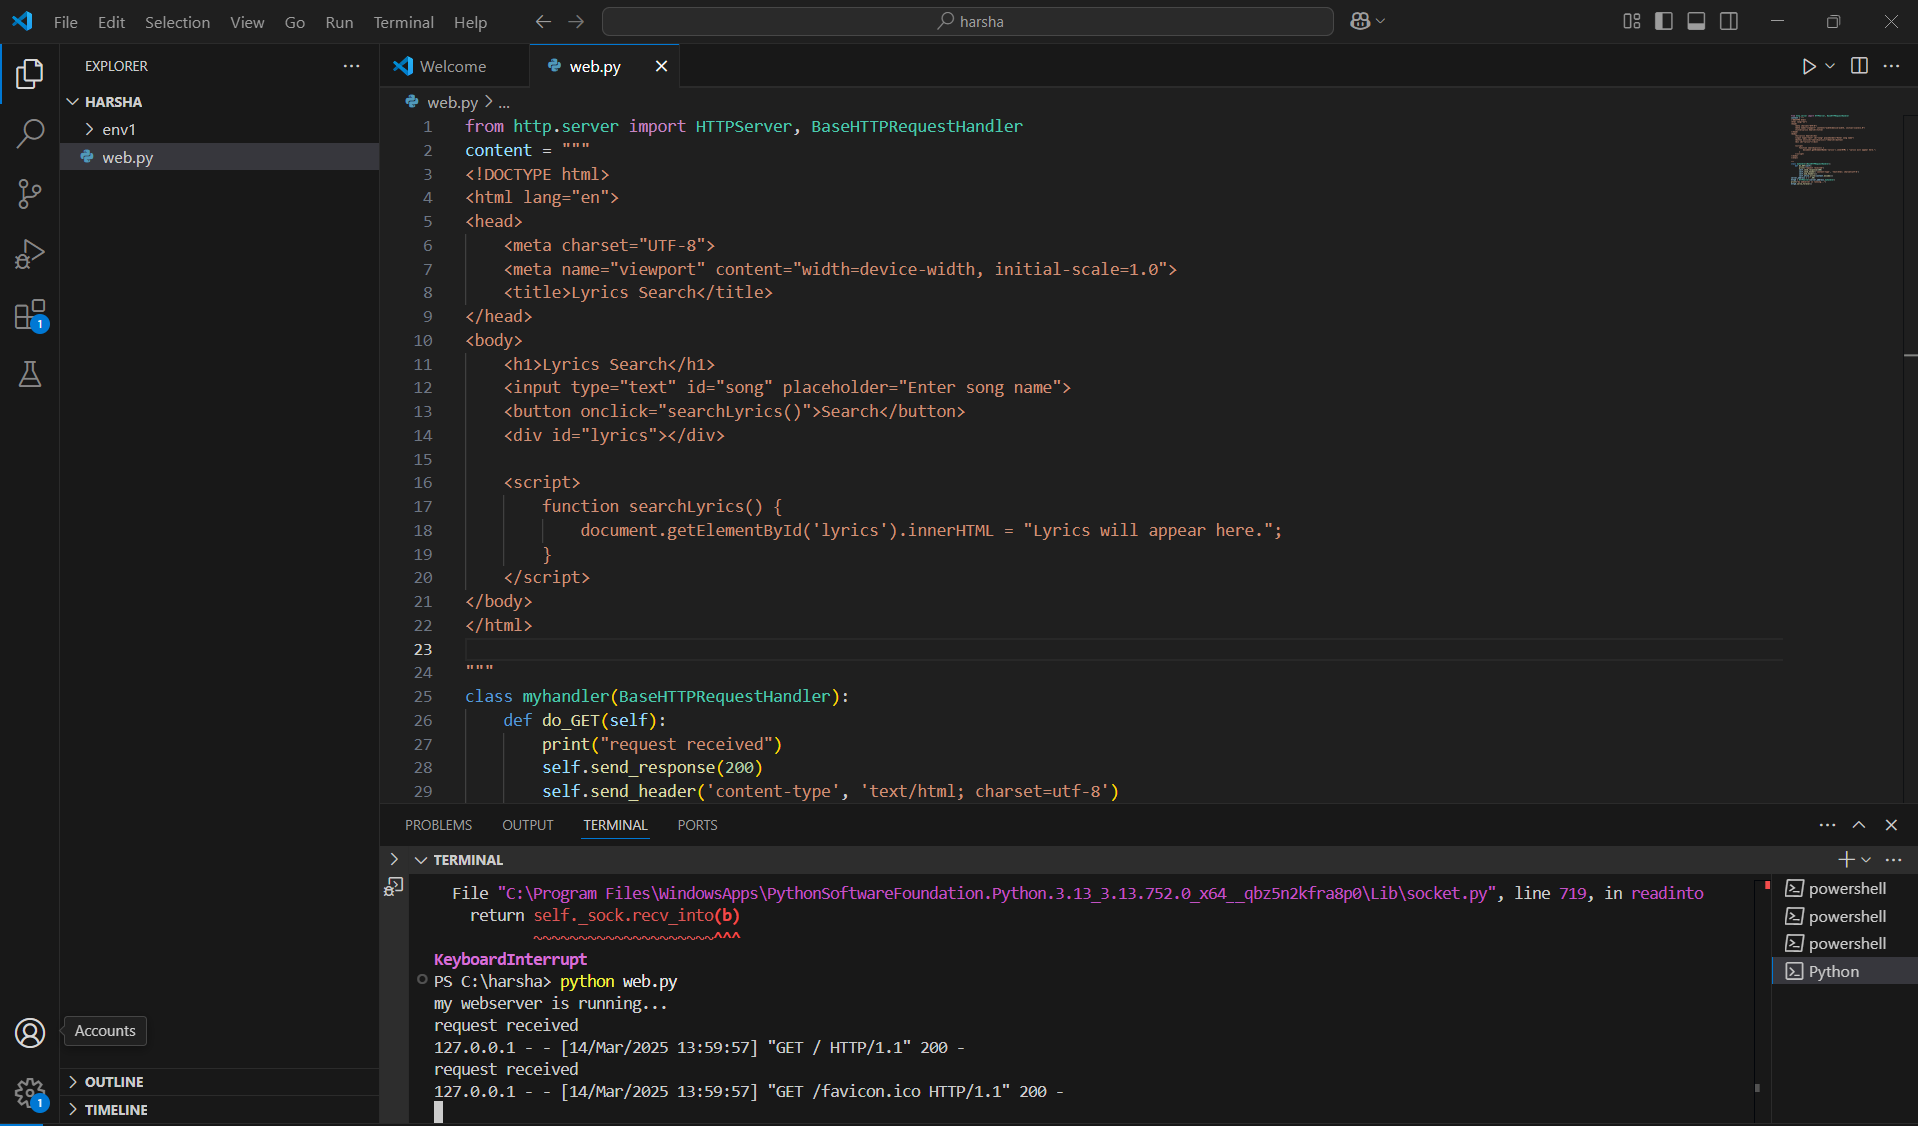 File Edit Selection View Go Run Terminal Help
harsha
EXPLORER
HARSHA
env1
web.py
Welcome
web.py
web.py > ...
1 from http.server import HTTPServer, BaseHTTPRequestHandler
2 content = """
3 <!DOCTYPE html>
4 <html lang="en">
5 <head>
6 <meta charset="UTF-8">
7 <meta name="viewport" content="width=device-width, initial-scale=1.0">
8 <title>Lyrics Search</title>
9 </head>
10 <body>
11 <h1>Lyrics Search</h1>
12 <input type="text" id="song" placeholder="Enter song name">
13 <button onclick="searchLyrics()">Search</button>
14 <div id="lyrics"></div>
15
16 <script>
17 function searchLyrics() {
18 document.getElementById('lyrics').innerHTML = "Lyrics will appear here.";
19 }
20 </script>
21 </body>
22 </html>
23
24 """
25 class myhandler(BaseHTTPRequestHandler):
26 def do_GET(self):
27 print("request received")
28 self.send_response(200)
29 self.send_header('content-type', 'text/html; charset=utf-8')
PROBLEMS OUTPUT TERMINAL PORTS
TERMINAL
File "C:\Program Files\WindowsApps\PythonSoftwareFoundation.Python.3.13_3.13.752.0_x64__qbz5n2kfra8p0\Lib\socket.py", line 719, in readinto
return self._sock.recv_into(b)
~~~~~~~~~~~~~~~~~~~~^^^
KeyboardInterrupt
PS C:\harsha> python web.py
my webserver is running...
request received
127.0.0.1 - - [14/Mar/2025 13:59:57] "GET / HTTP/1.1" 200 -
request received
127.0.0.1 - - [14/Mar/2025 13:59:57] "GET /favicon.ico HTTP/1.1" 200 -
powershell
powershell
powershell
Python
1
Accounts
1
OUTLINE
TIMELINE